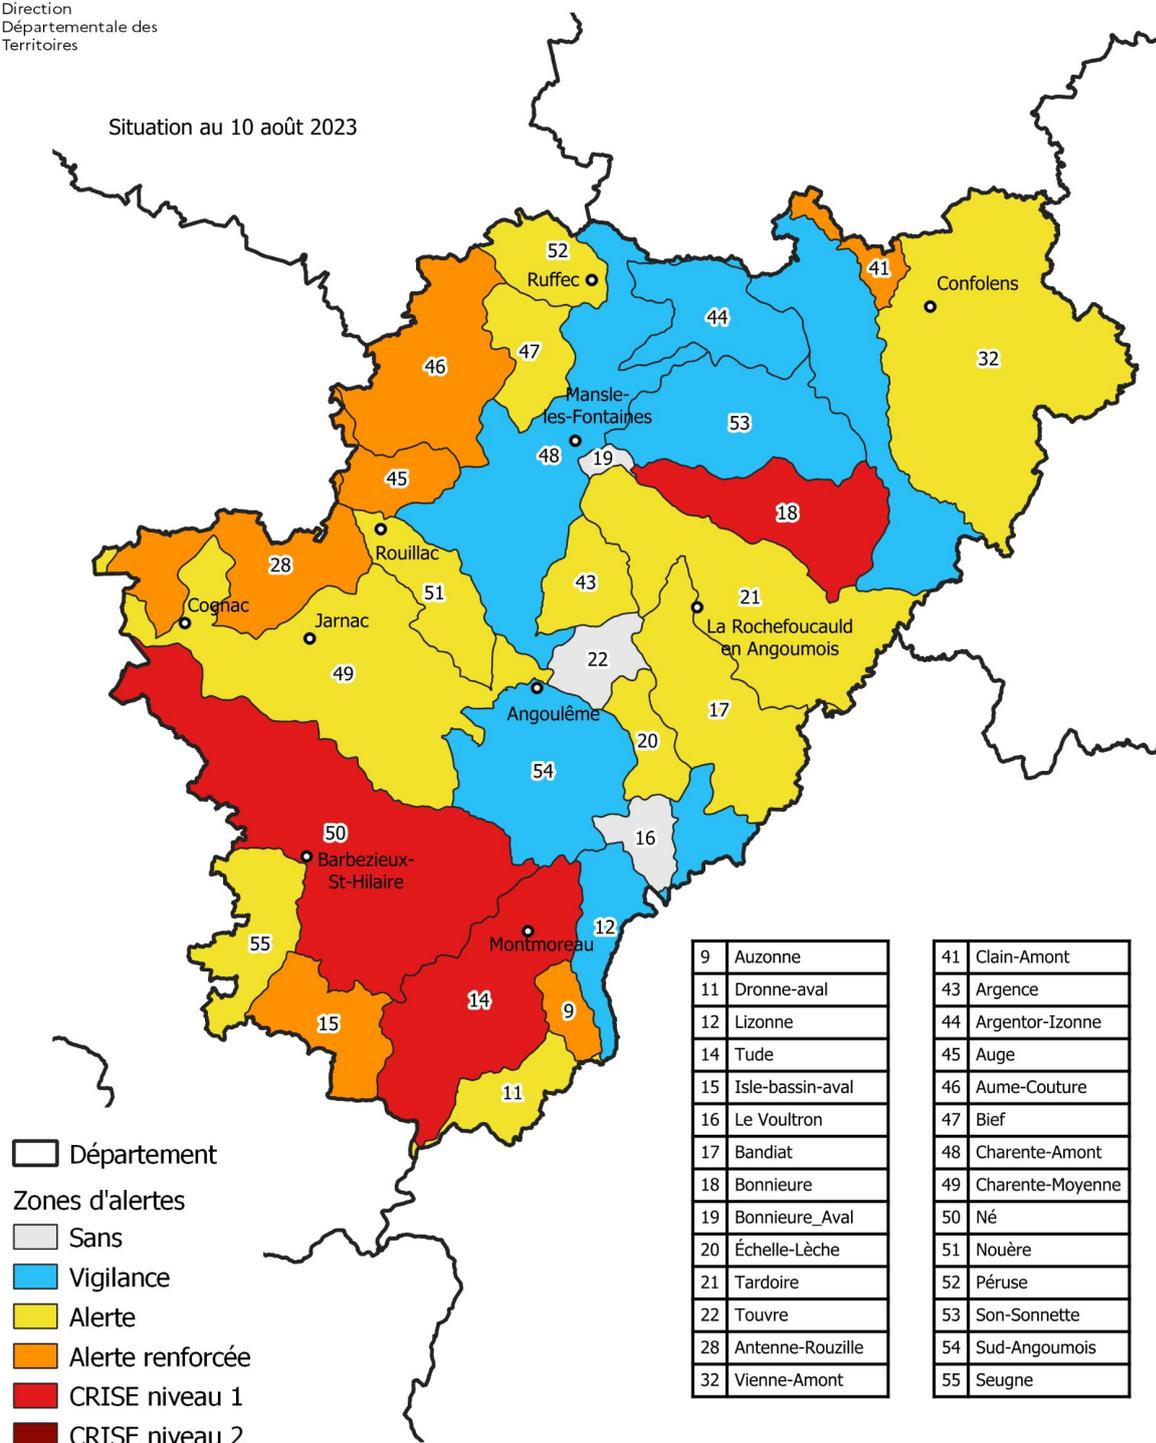 Direction
Départementale des
Territoires
Situation au 10 août 2023
52
Ruffec
41
Confolens
44
47
46
32
Mansle-
les-Fontaines
53
48
19
45
18
Rouillac
28
43
51
21
Cognac
Jarnac
La Rochefoucauld
en Angoumois
22
49
17
Angoulême
20
54
50
16
Barbezieux-
St-Hilaire
12
Montmoreau
55
14
9
15
11
9 Auzonne
11 Dronne-aval
12 Lizonne
14 Tude
15 Isle-bassin-aval
16 Le Voultron
17 Bandiat
18 Bonnieure
19 Bonnieure_Aval
20 Échelle-Lèche
21 Tardoire
22 Touvre
28 Antenne-Rouzille
32 Vienne-Amont
41 Clain-Amont
43 Argence
44 Argentor-Izonne
45 Auge
46 Aume-Couture
47 Bief
48 Charente-Amont
49 Charente-Moyenne
50 Né
51 Nouère
52 Péruse
53 Son-Sonnette
54 Sud-Angoumois
55 Seugne
Département
Zones d'alertes
Sans
Vigilance
Alerte
Alerte renforcée
CRISE niveau 1
CRISE niveau 2